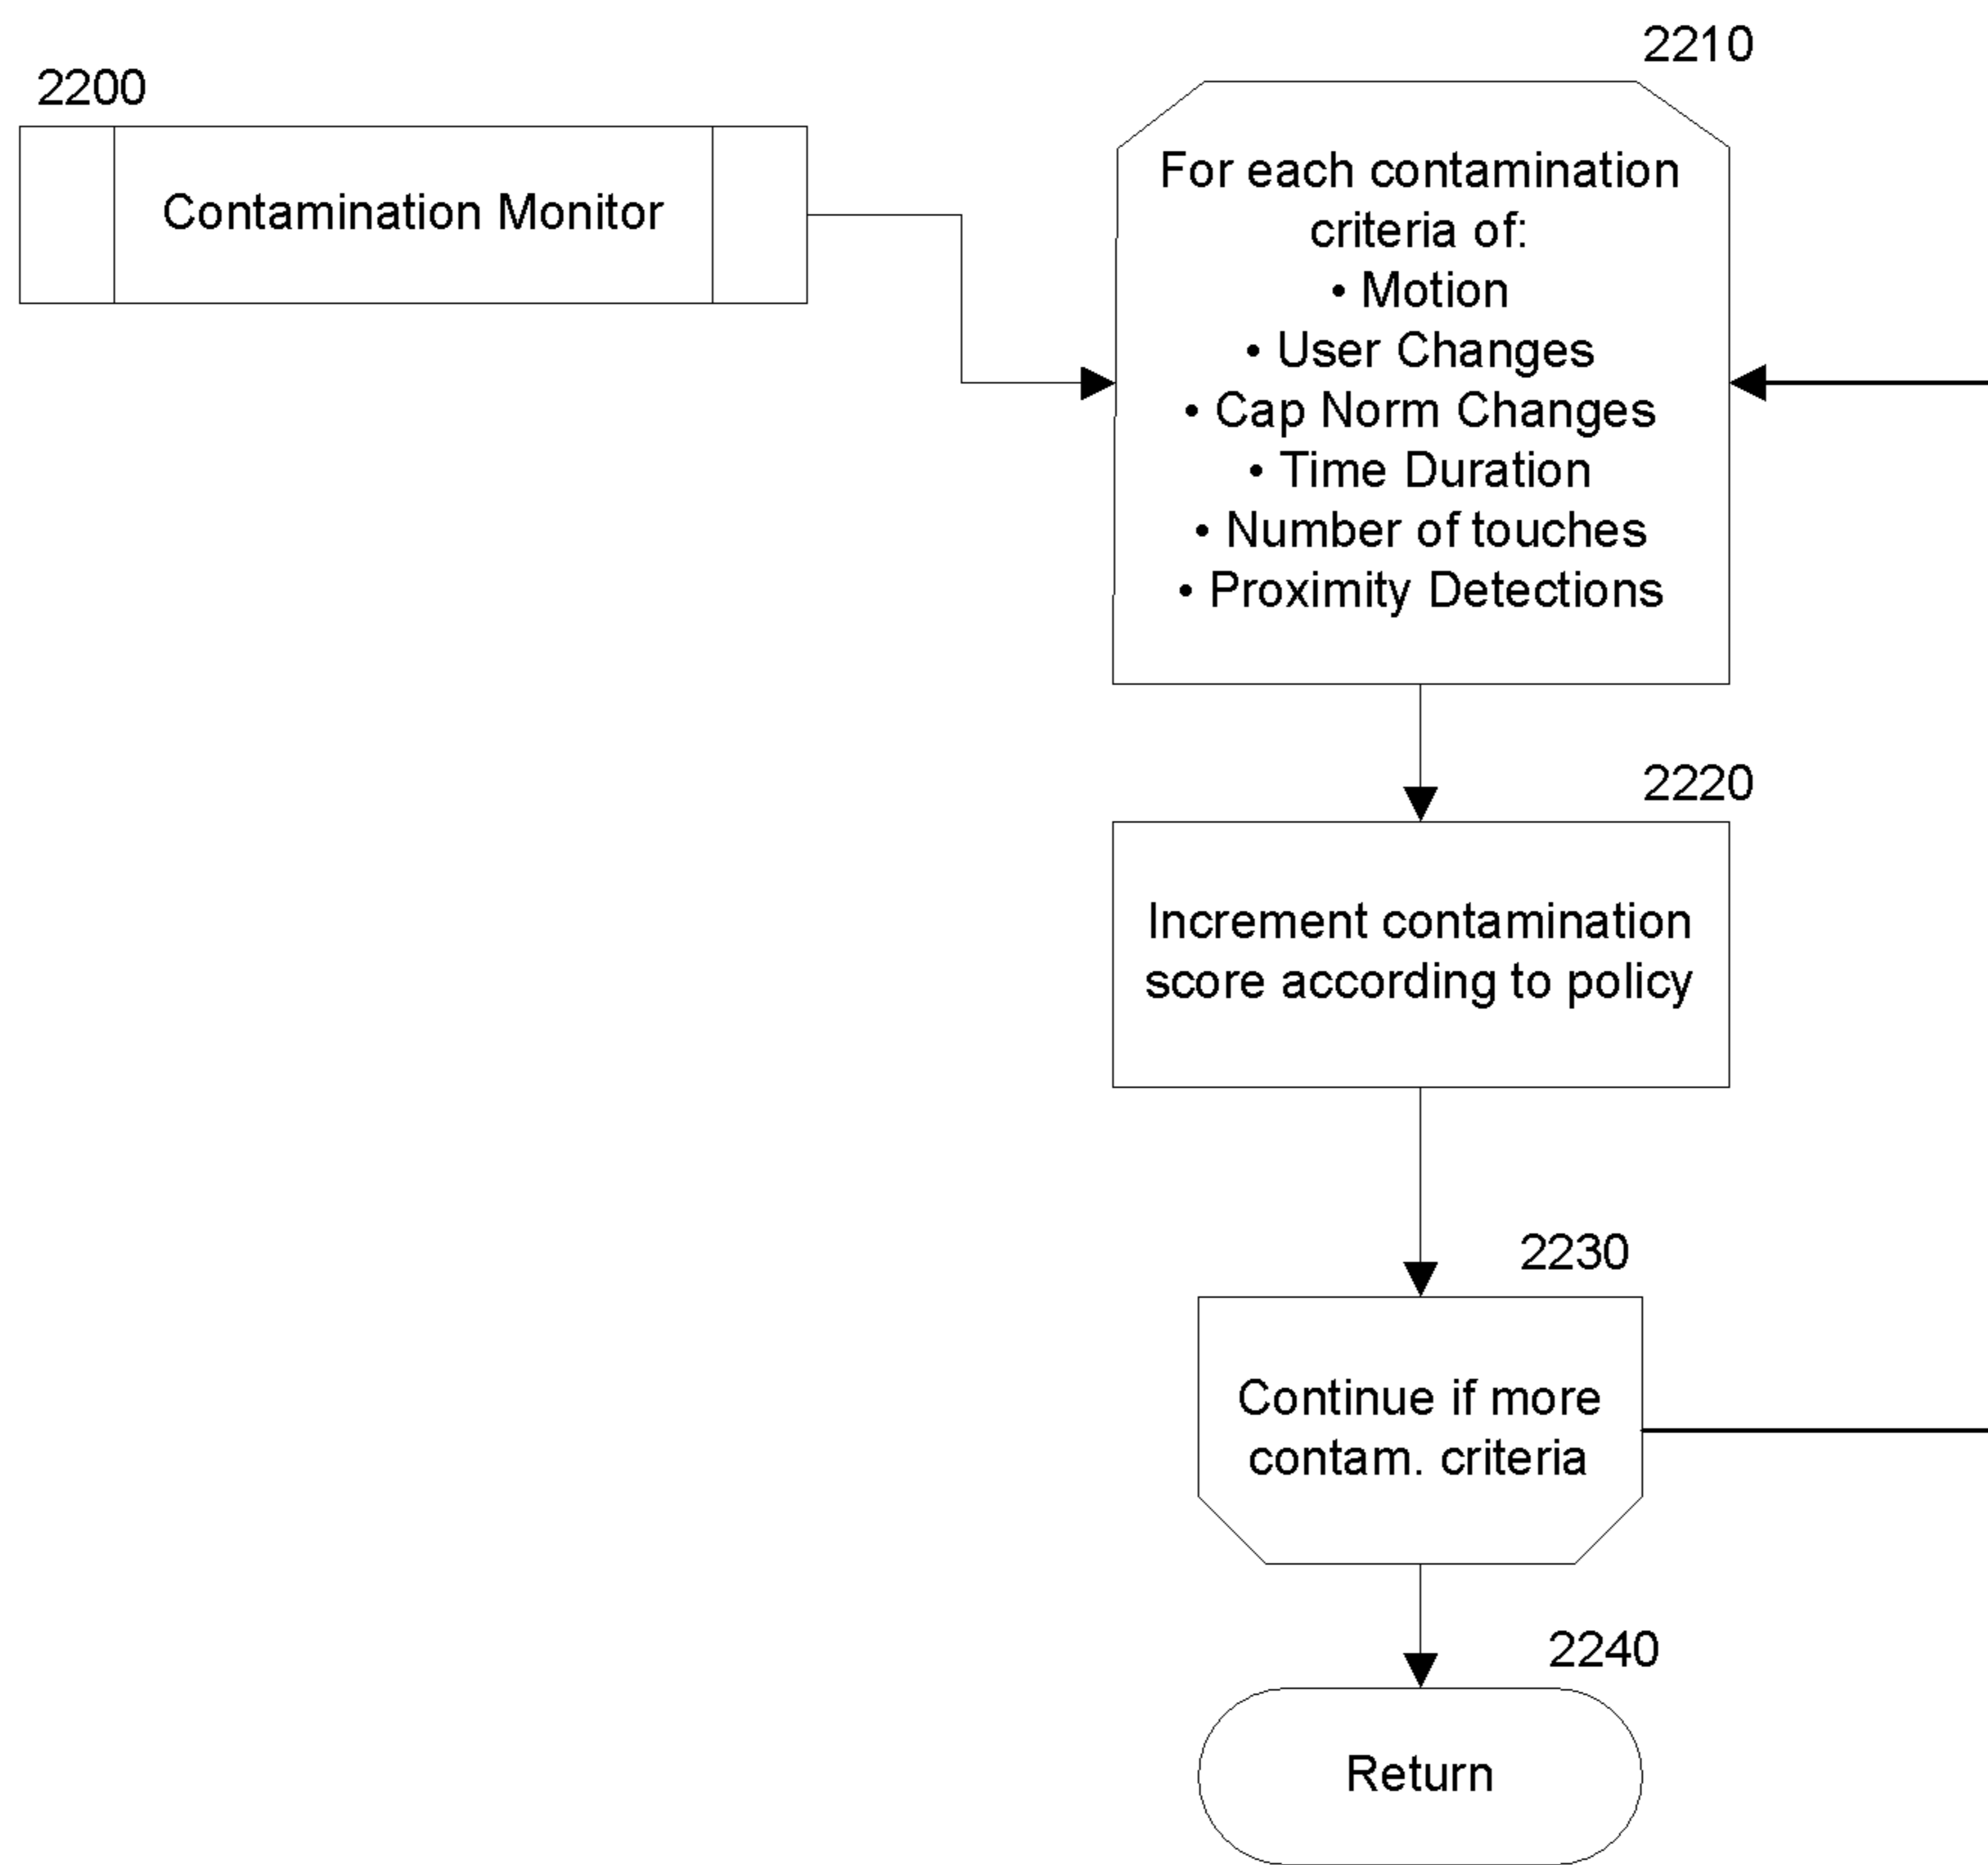 2200
Contamination Monitor
2210
For each contamination
criteria of:
• Motion
• User Changes
• Cap Norm Changes
• Time Duration
• Number of touches
• Proximity Detections
2220
Increment contamination
score according to policy
2230
Continue if more
contam. criteria
2240
Return